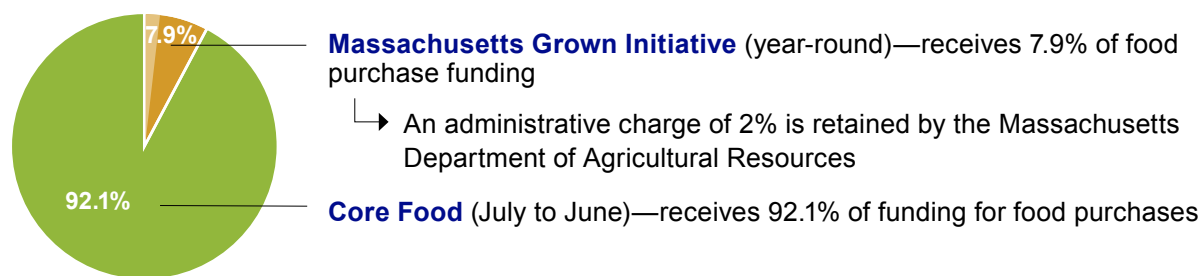 7.9%
Massachusetts Grown Initiative (year-round)—receives 7.9% of food
purchase funding
An administrative charge of 2% is retained by the Massachusetts
Department of Agricultural Resources
92.1%
Core Food (July to June)—receives 92.1% of funding for food purchases